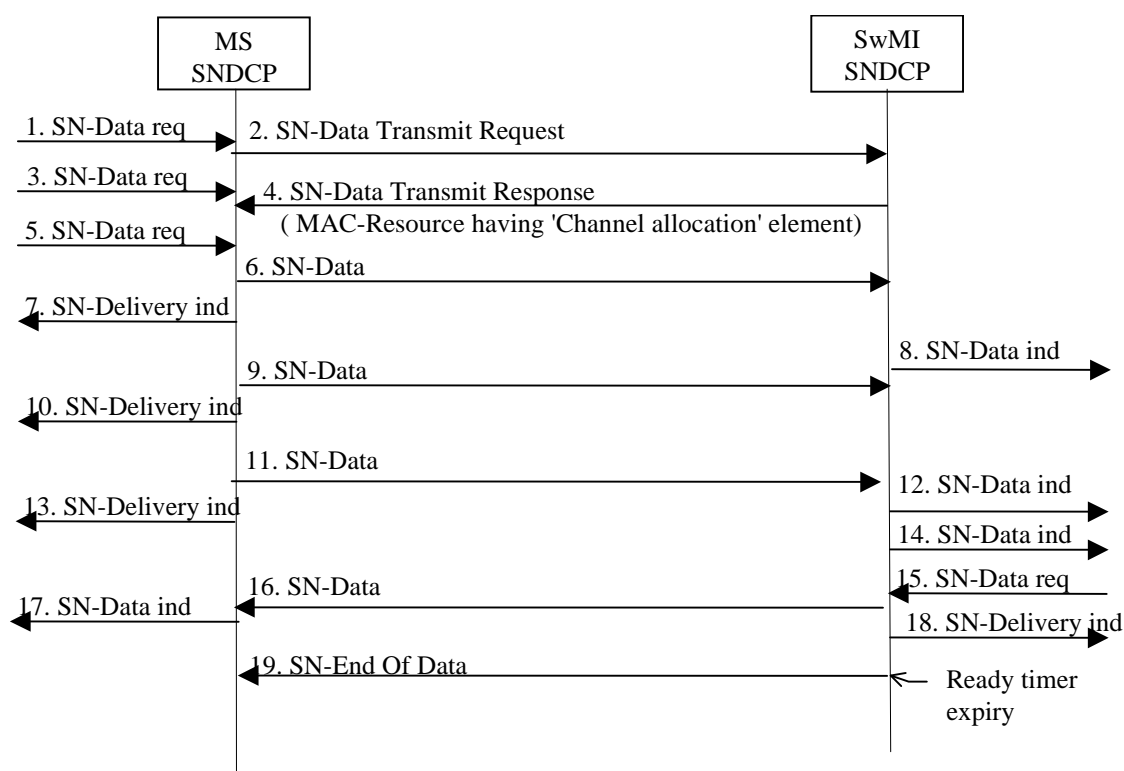 MS
SNDCP
SwMI
SNDCP
1. SN-Data req
2. SN-Data Transmit Request
3. SN-Data req
4. SN-Data Transmit Response
( MAC-Resource having 'Channel allocation' element)
5. SN-Data req
6. SN-Data
7. SN-Delivery ind
8. SN-Data ind
9. SN-Data
10. SN-Delivery ind
11. SN-Data
12. SN-Data ind
13. SN-Delivery ind
14. SN-Data ind
15. SN-Data req
16. SN-Data
17. SN-Data ind
18. SN-Delivery ind
19. SN-End Of Data
Ready timer
expiry